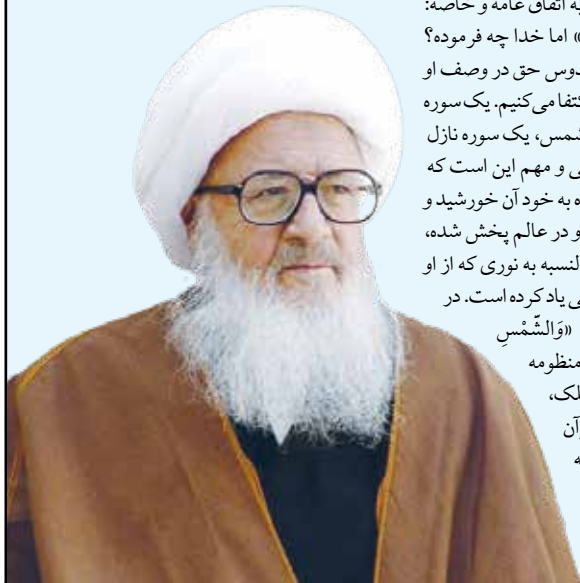 به اتفاق عامه و خاصه:
» اما خدا چه فرموده؟
دوس حق در وصف او
کتفا می‌کنیم. یک سوره
شمس، یک سوره نازل
ی و مهم این است که
ه به خود آن خورشید و
و در عالم پخش شده،
لنسبه به نوری که از او
ی یاد کرده است. در
«وَالشَّمْسِ
منظومه
لک،
رآن
ه